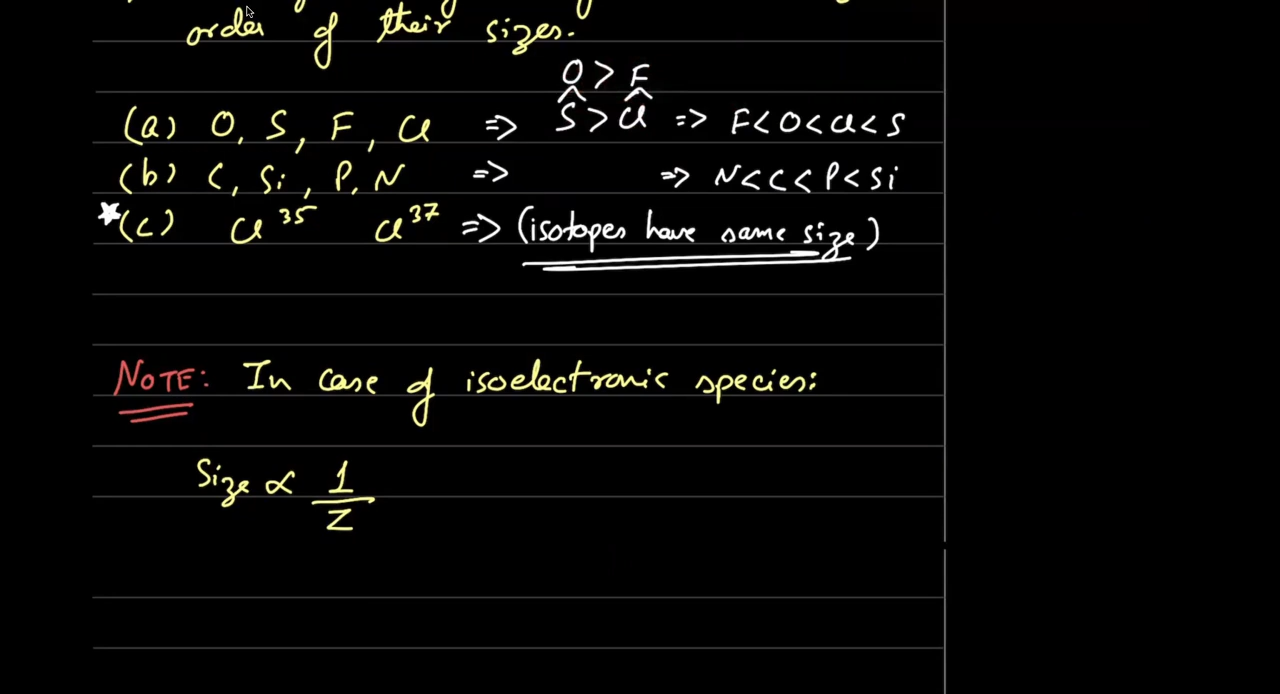 order of their sizes.
O > F
(a) O, S, F, Cl => S > Cl => F < O < Cl < S
(b) C, Si, P, N => => N < C < P < Si
*(c) Cl³⁵ Cl³⁷ => (isotopes have same size)
NOTE: In case of isoelectronic species:
Size ∝ 1/Z